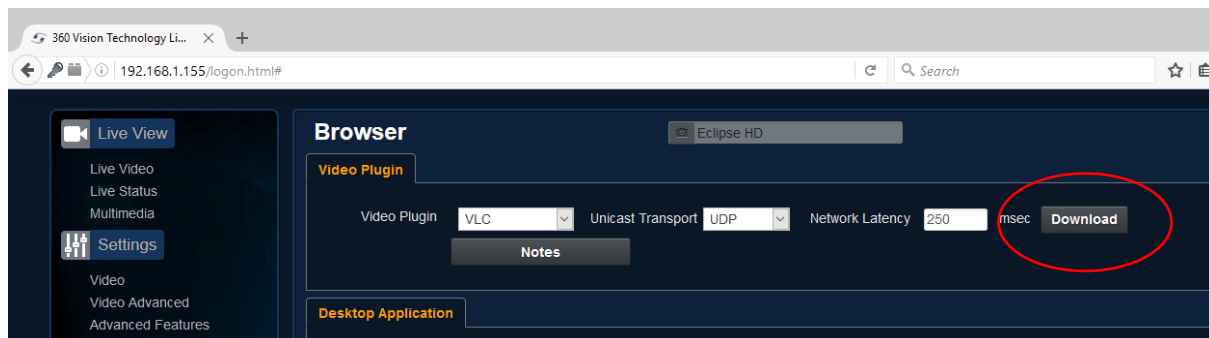 360 Vision Technology Li...
192.168.1.155/logon.html#
Search
Live View
Live Video
Live Status
Multimedia
Settings
Video
Video Advanced
Advanced Features
Browser
Eclipse HD
Video Plugin
Video Plugin VLC Unicast Transport UDP Network Latency 250 msec Download
Notes
Desktop Application